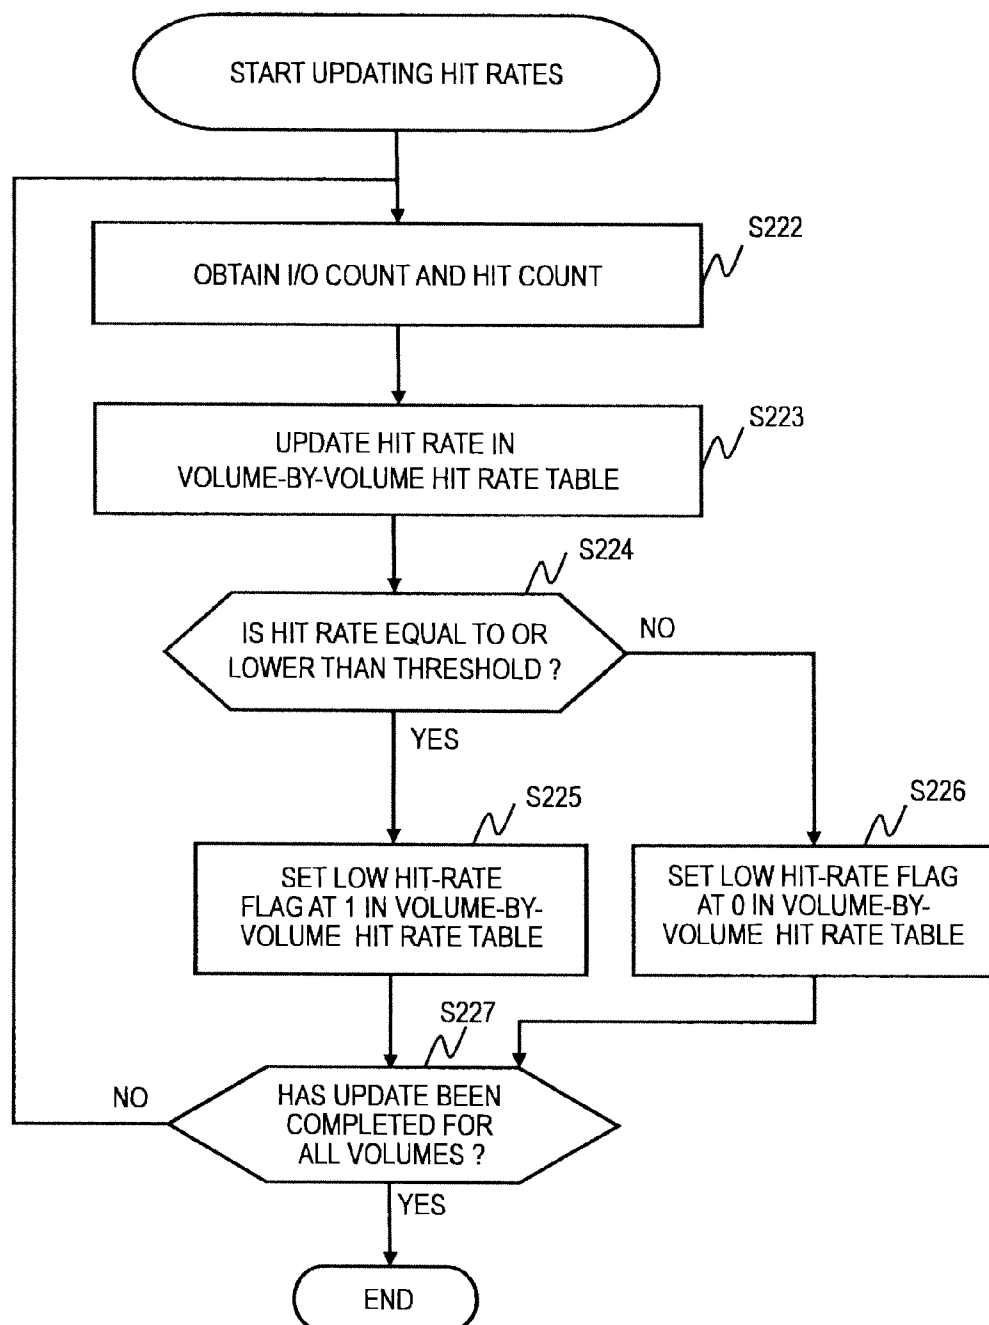 START UPDATING HIT RATES
S222
OBTAIN I/O COUNT AND HIT COUNT
S223
UPDATE HIT RATE IN
VOLUME-BY-VOLUME HIT RATE TABLE
S224
IS HIT RATE EQUAL TO OR
LOWER THAN THRESHOLD ?
NO
YES
S225
SET LOW HIT-RATE
FLAG AT 1 IN VOLUME-BY-
VOLUME HIT RATE TABLE
S226
SET LOW HIT-RATE FLAG
AT 0 IN VOLUME-BY-
VOLUME HIT RATE TABLE
S227
HAS UPDATE BEEN
COMPLETED FOR
ALL VOLUMES ?
NO
YES
END